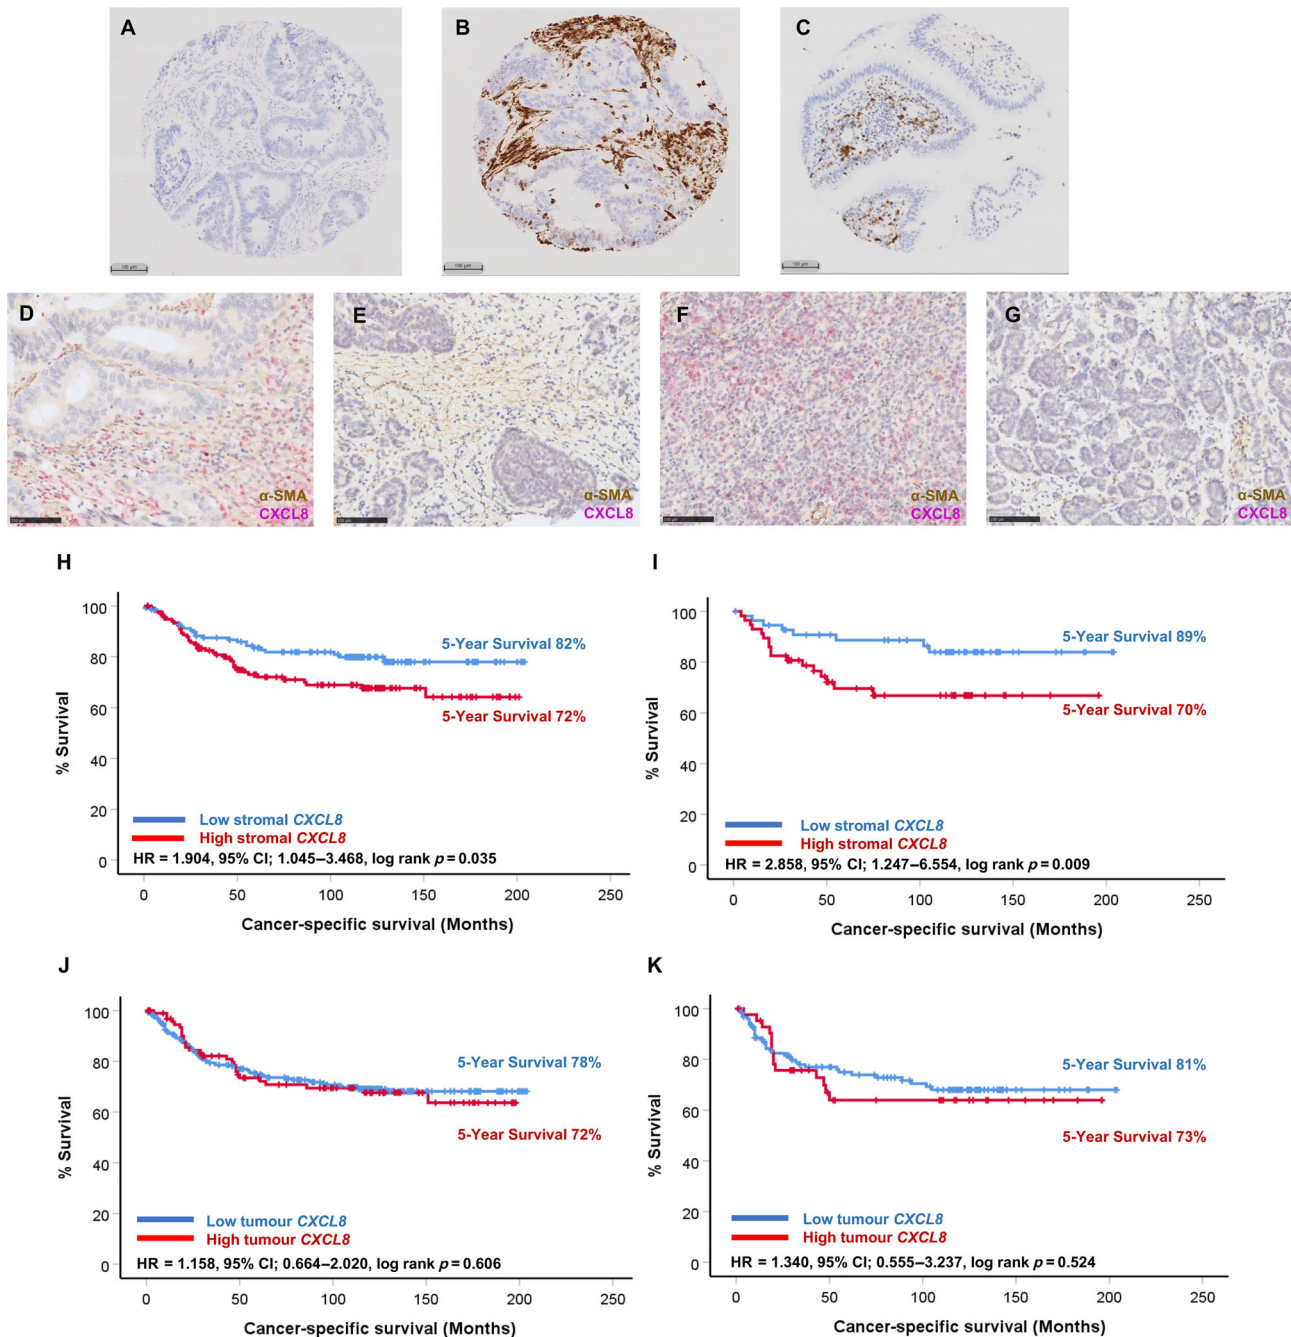 A
B
C
100 µm
100 µm
100 µm
D
E
F
G
α-SMA
CXCL8
α-SMA
CXCL8
α-SMA
CXCL8
α-SMA
CXCL8
H
100
80
60
40
20
0
% Survival
5-Year Survival 82%
5-Year Survival 72%
Low stromal CXCL8
High stromal CXCL8
HR = 1.904, 95% CI; 1.045–3.468, log rank p = 0.035
0 50 100 150 200 250
Cancer-specific survival (Months)
I
100
80
60
40
20
0
% Survival
5-Year Survival 89%
5-Year Survival 70%
Low stromal CXCL8
High stromal CXCL8
HR = 2.858, 95% CI; 1.247–6.554, log rank p = 0.009
0 50 100 150 200 250
Cancer-specific survival (Months)
J
100
80
60
40
20
0
% Survival
5-Year Survival 78%
5-Year Survival 72%
Low tumour CXCL8
High tumour CXCL8
HR = 1.158, 95% CI; 0.664–2.020, log rank p = 0.606
0 50 100 150 200 250
Cancer-specific survival (Months)
K
100
80
60
40
20
0
% Survival
5-Year Survival 81%
5-Year Survival 73%
Low tumour CXCL8
High tumour CXCL8
HR = 1.340, 95% CI; 0.555–3.237, log rank p = 0.524
0 50 100 150 200 250
Cancer-specific survival (Months)